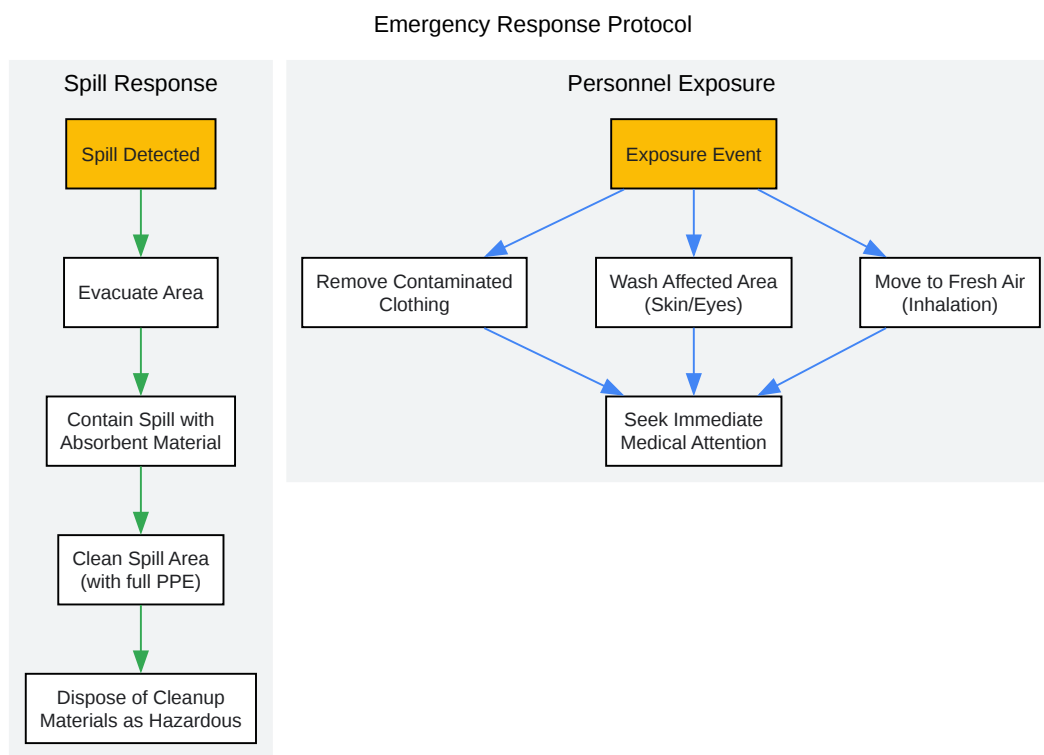 Emergency Response Protocol
Spill Response
Spill Detected
Evacuate Area
Contain Spill with
Absorbent Material
Clean Spill Area
(with full PPE)
Dispose of Cleanup
Materials as Hazardous
Personnel Exposure
Exposure Event
Remove Contaminated
Clothing
Wash Affected Area
(Skin/Eyes)
Move to Fresh Air
(Inhalation)
Seek Immediate
Medical Attention